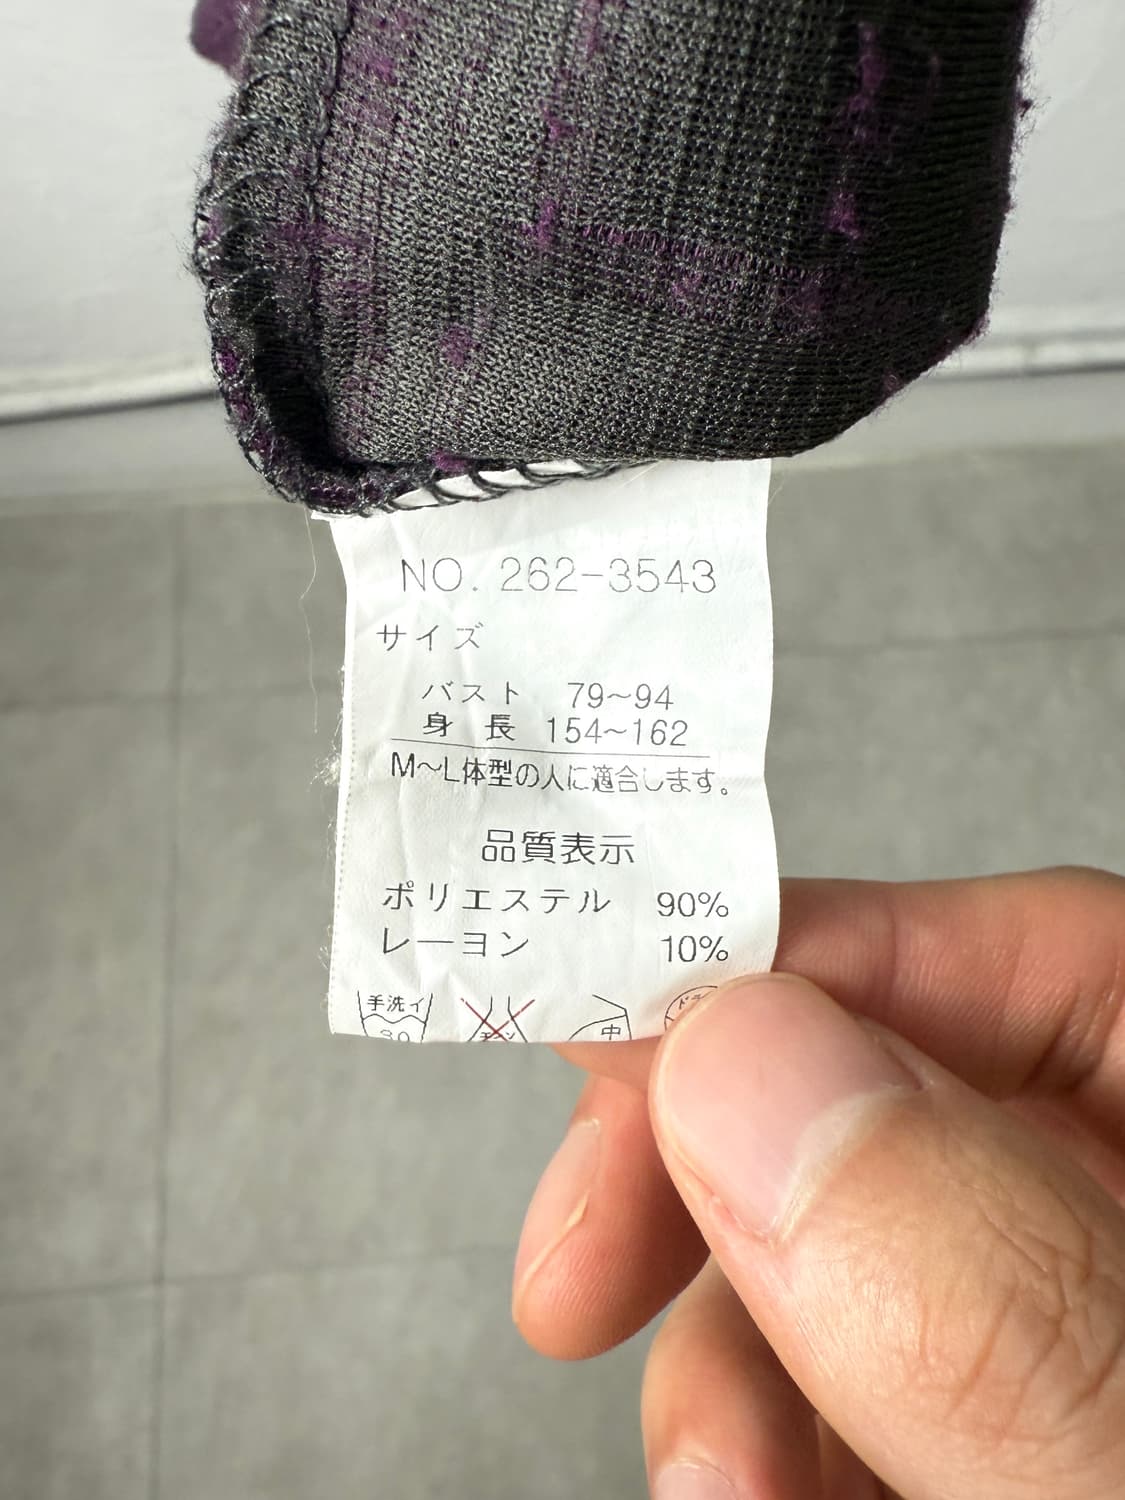 NO. 262-3543
サイズ
バスト 79~94
身長 154~162
M~L体型の人に適合します。
品質表示
ポリエステル 90%
レーヨン 10%
手洗イ 中
30